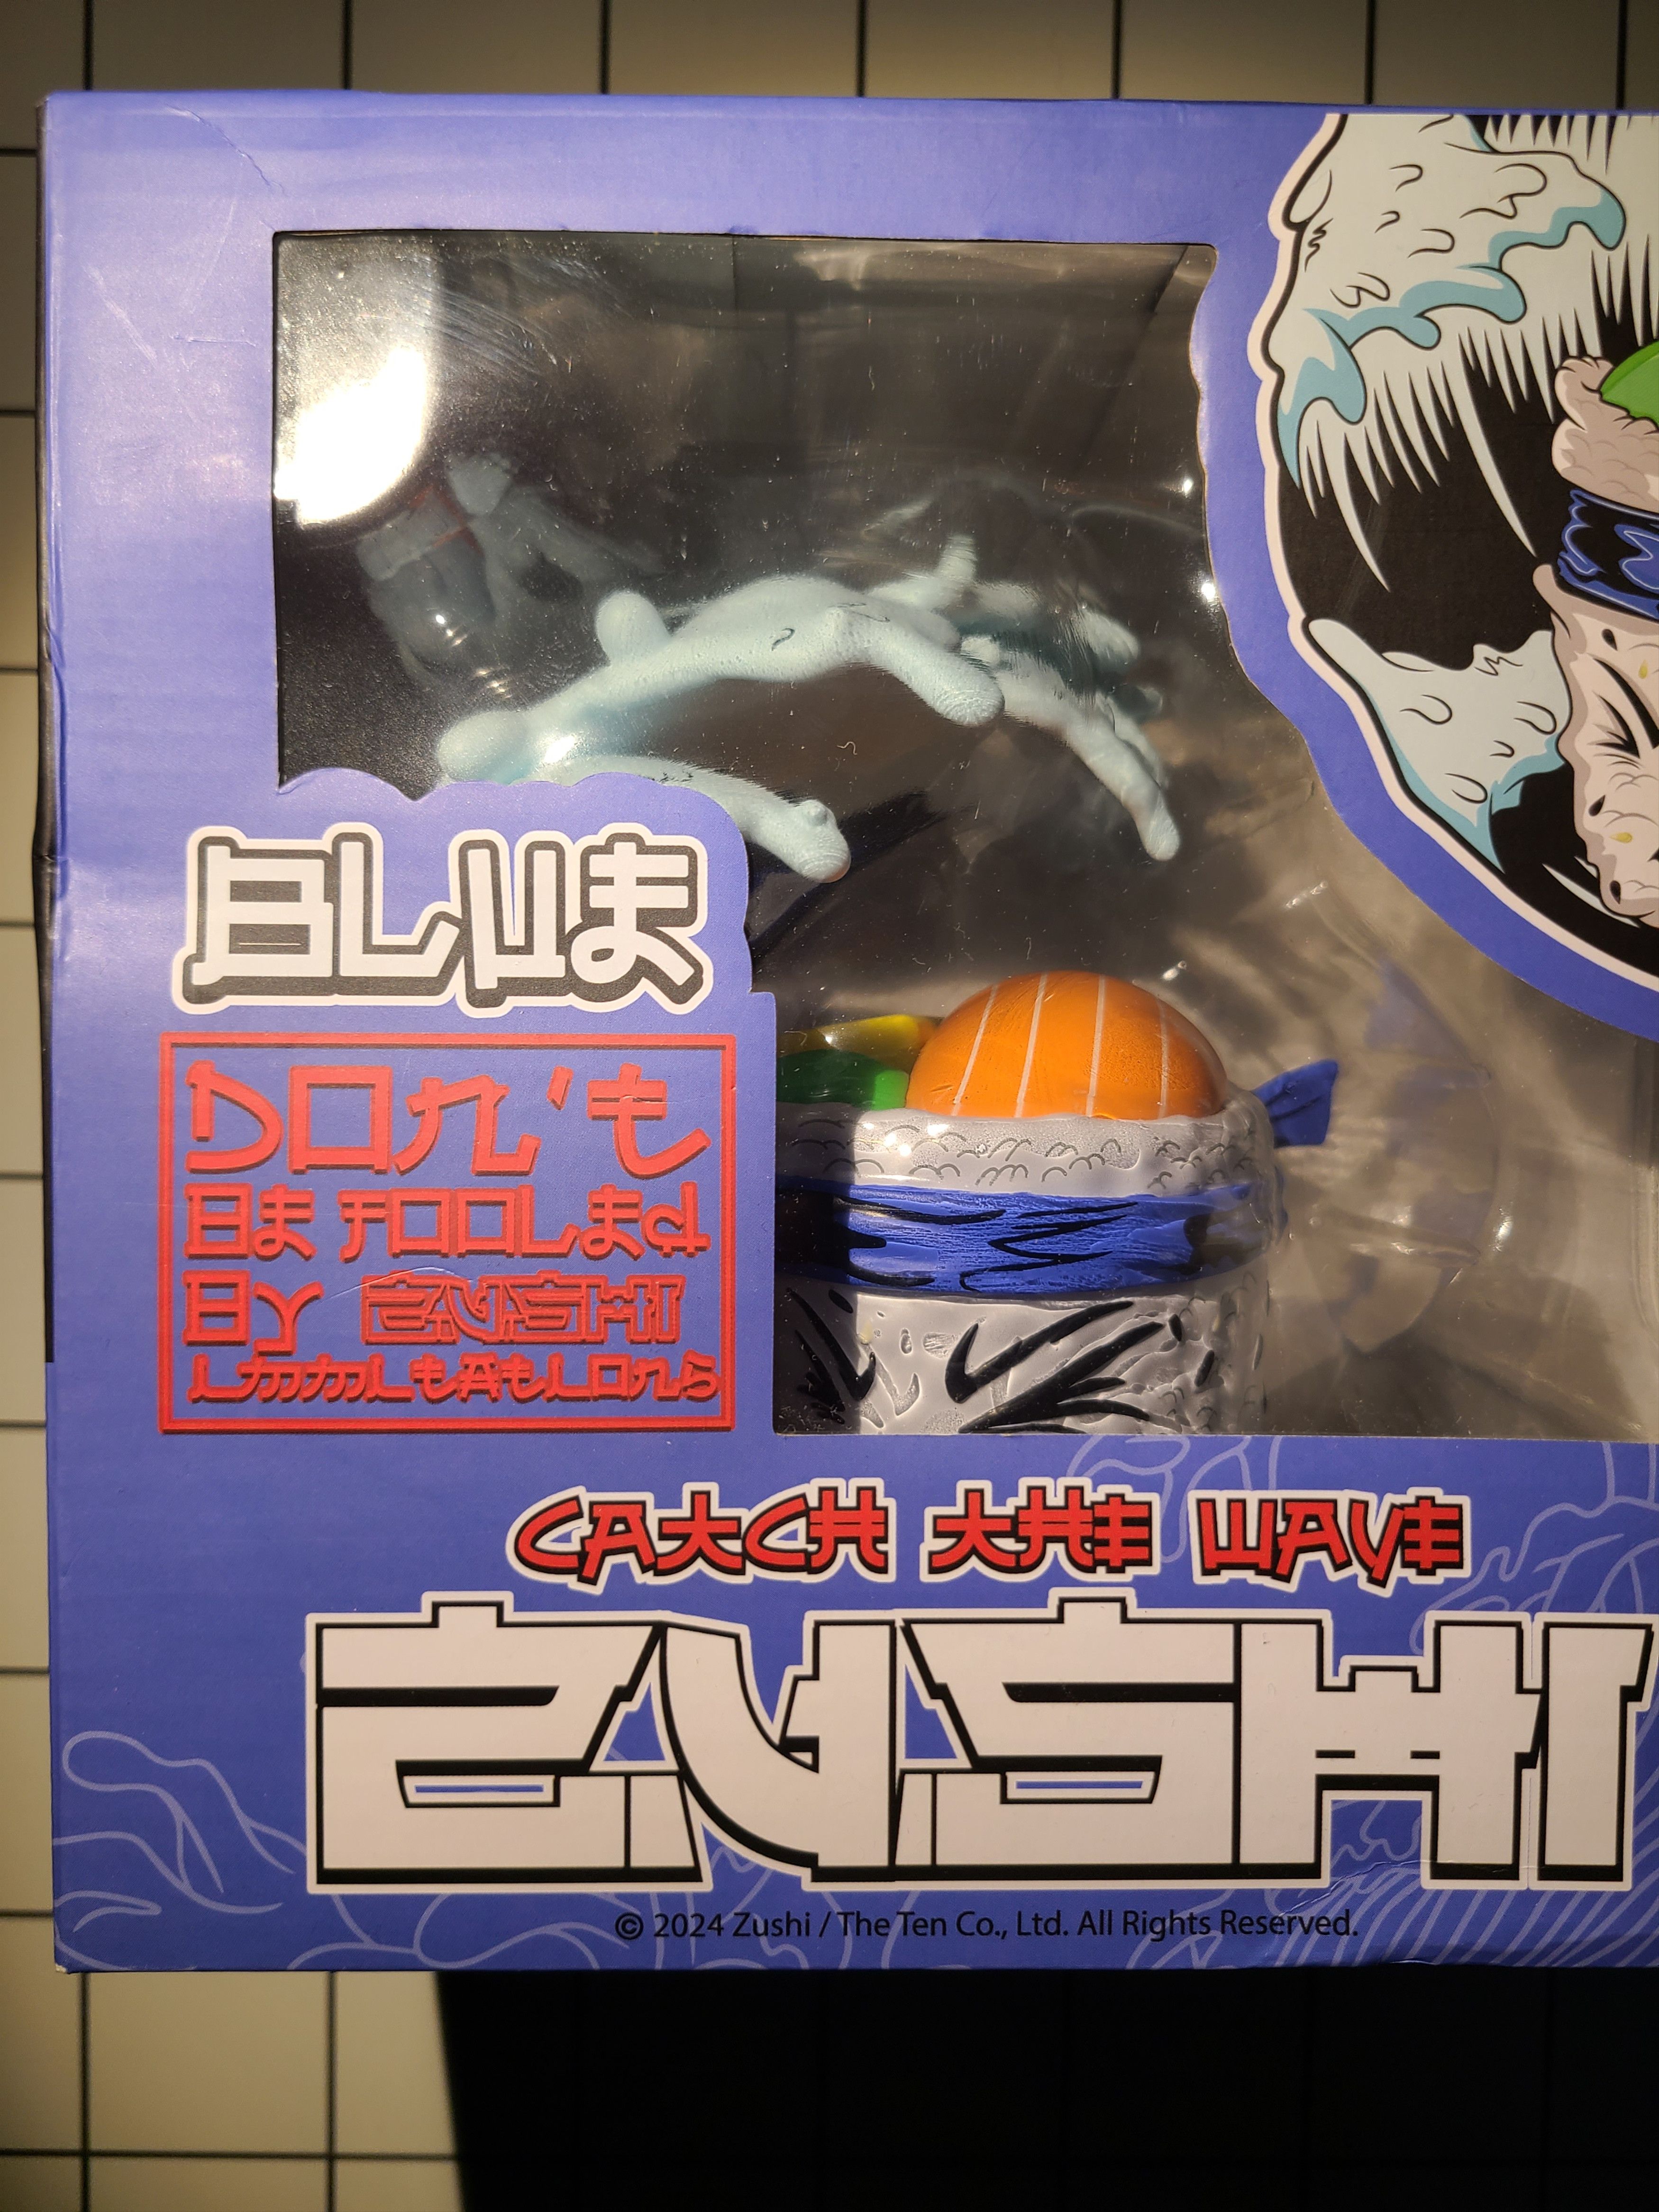 BLUE
Don't
Be Fooled
By ZUSHI
Immitations
CATCH THE WAVE
ZUSHI
© 2024 Zushi / The Ten Co., Ltd. All Rights Reserved.